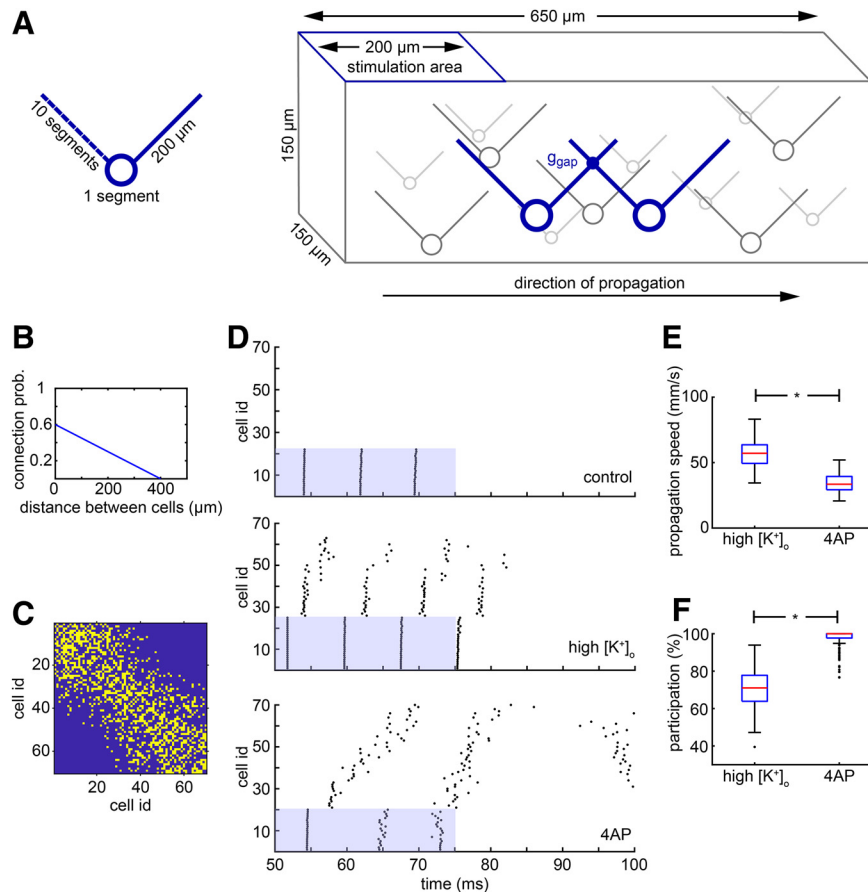 A
650 µm
200 µm
stimulation area
10 segments
200 µm
1 segment
150 µm
150 µm
ggap
direction of propagation
B
connection prob.
1
0.6
0.2
0
200
400
distance between cells (µm)
C
cell id
20
40
60
20
40
60
cell id
D
70
50
30
10
cell id
control
70
50
30
10
cell id
high [K+]o
70
50
30
10
cell id
4AP
50
60
70
80
90
100
time (ms)
E
propagation speed (mm/s)
100
50
0
*
high [K+]o
4AP
F
participation (%)
100
80
60
40
*
high [K+]o
4AP